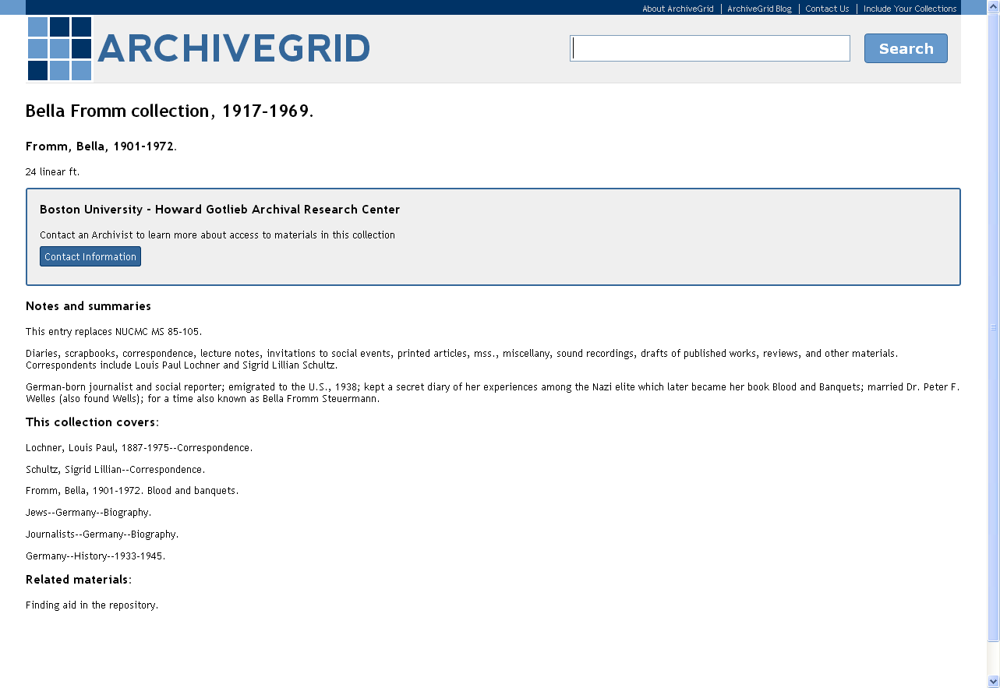 About ArchiveGrid | ArchiveGrid Blog | Contact Us | Include Your Collections
ARCHIVEGRID
Search
Bella Fromm collection, 1917-1969.
Fromm, Bella, 1901-1972.
24 linear ft.
Boston University - Howard Gotlieb Archival Research Center
Contact an Archivist to learn more about access to materials in this collection
Contact Information
Notes and summaries
This entry replaces NUCMC MS 85-105.
Diaries, scrapbooks, correspondence, lecture notes, invitations to social events, printed articles, mss., miscellany, sound recordings, drafts of published works, reviews, and other materials.
Correspondents include Louis Paul Lochner and Sigrid Lillian Schultz.
German-born journalist and social reporter; emigrated to the U.S., 1938; kept a secret diary of her experiences among the Nazi elite which later became her book Blood and Banquets; married Dr. Peter F.
Welles (also found Wells); for a time also known as Bella Fromm Steuermann.
This collection covers:
Lochner, Louis Paul, 1887-1975--Correspondence.
Schultz, Sigrid Lillian--Correspondence.
Fromm, Bella, 1901-1972. Blood and banquets.
Jews--Germany--Biography.
Journalists--Germany--Biography.
Germany--History--1933-1945.
Related materials:
Finding aid in the repository.